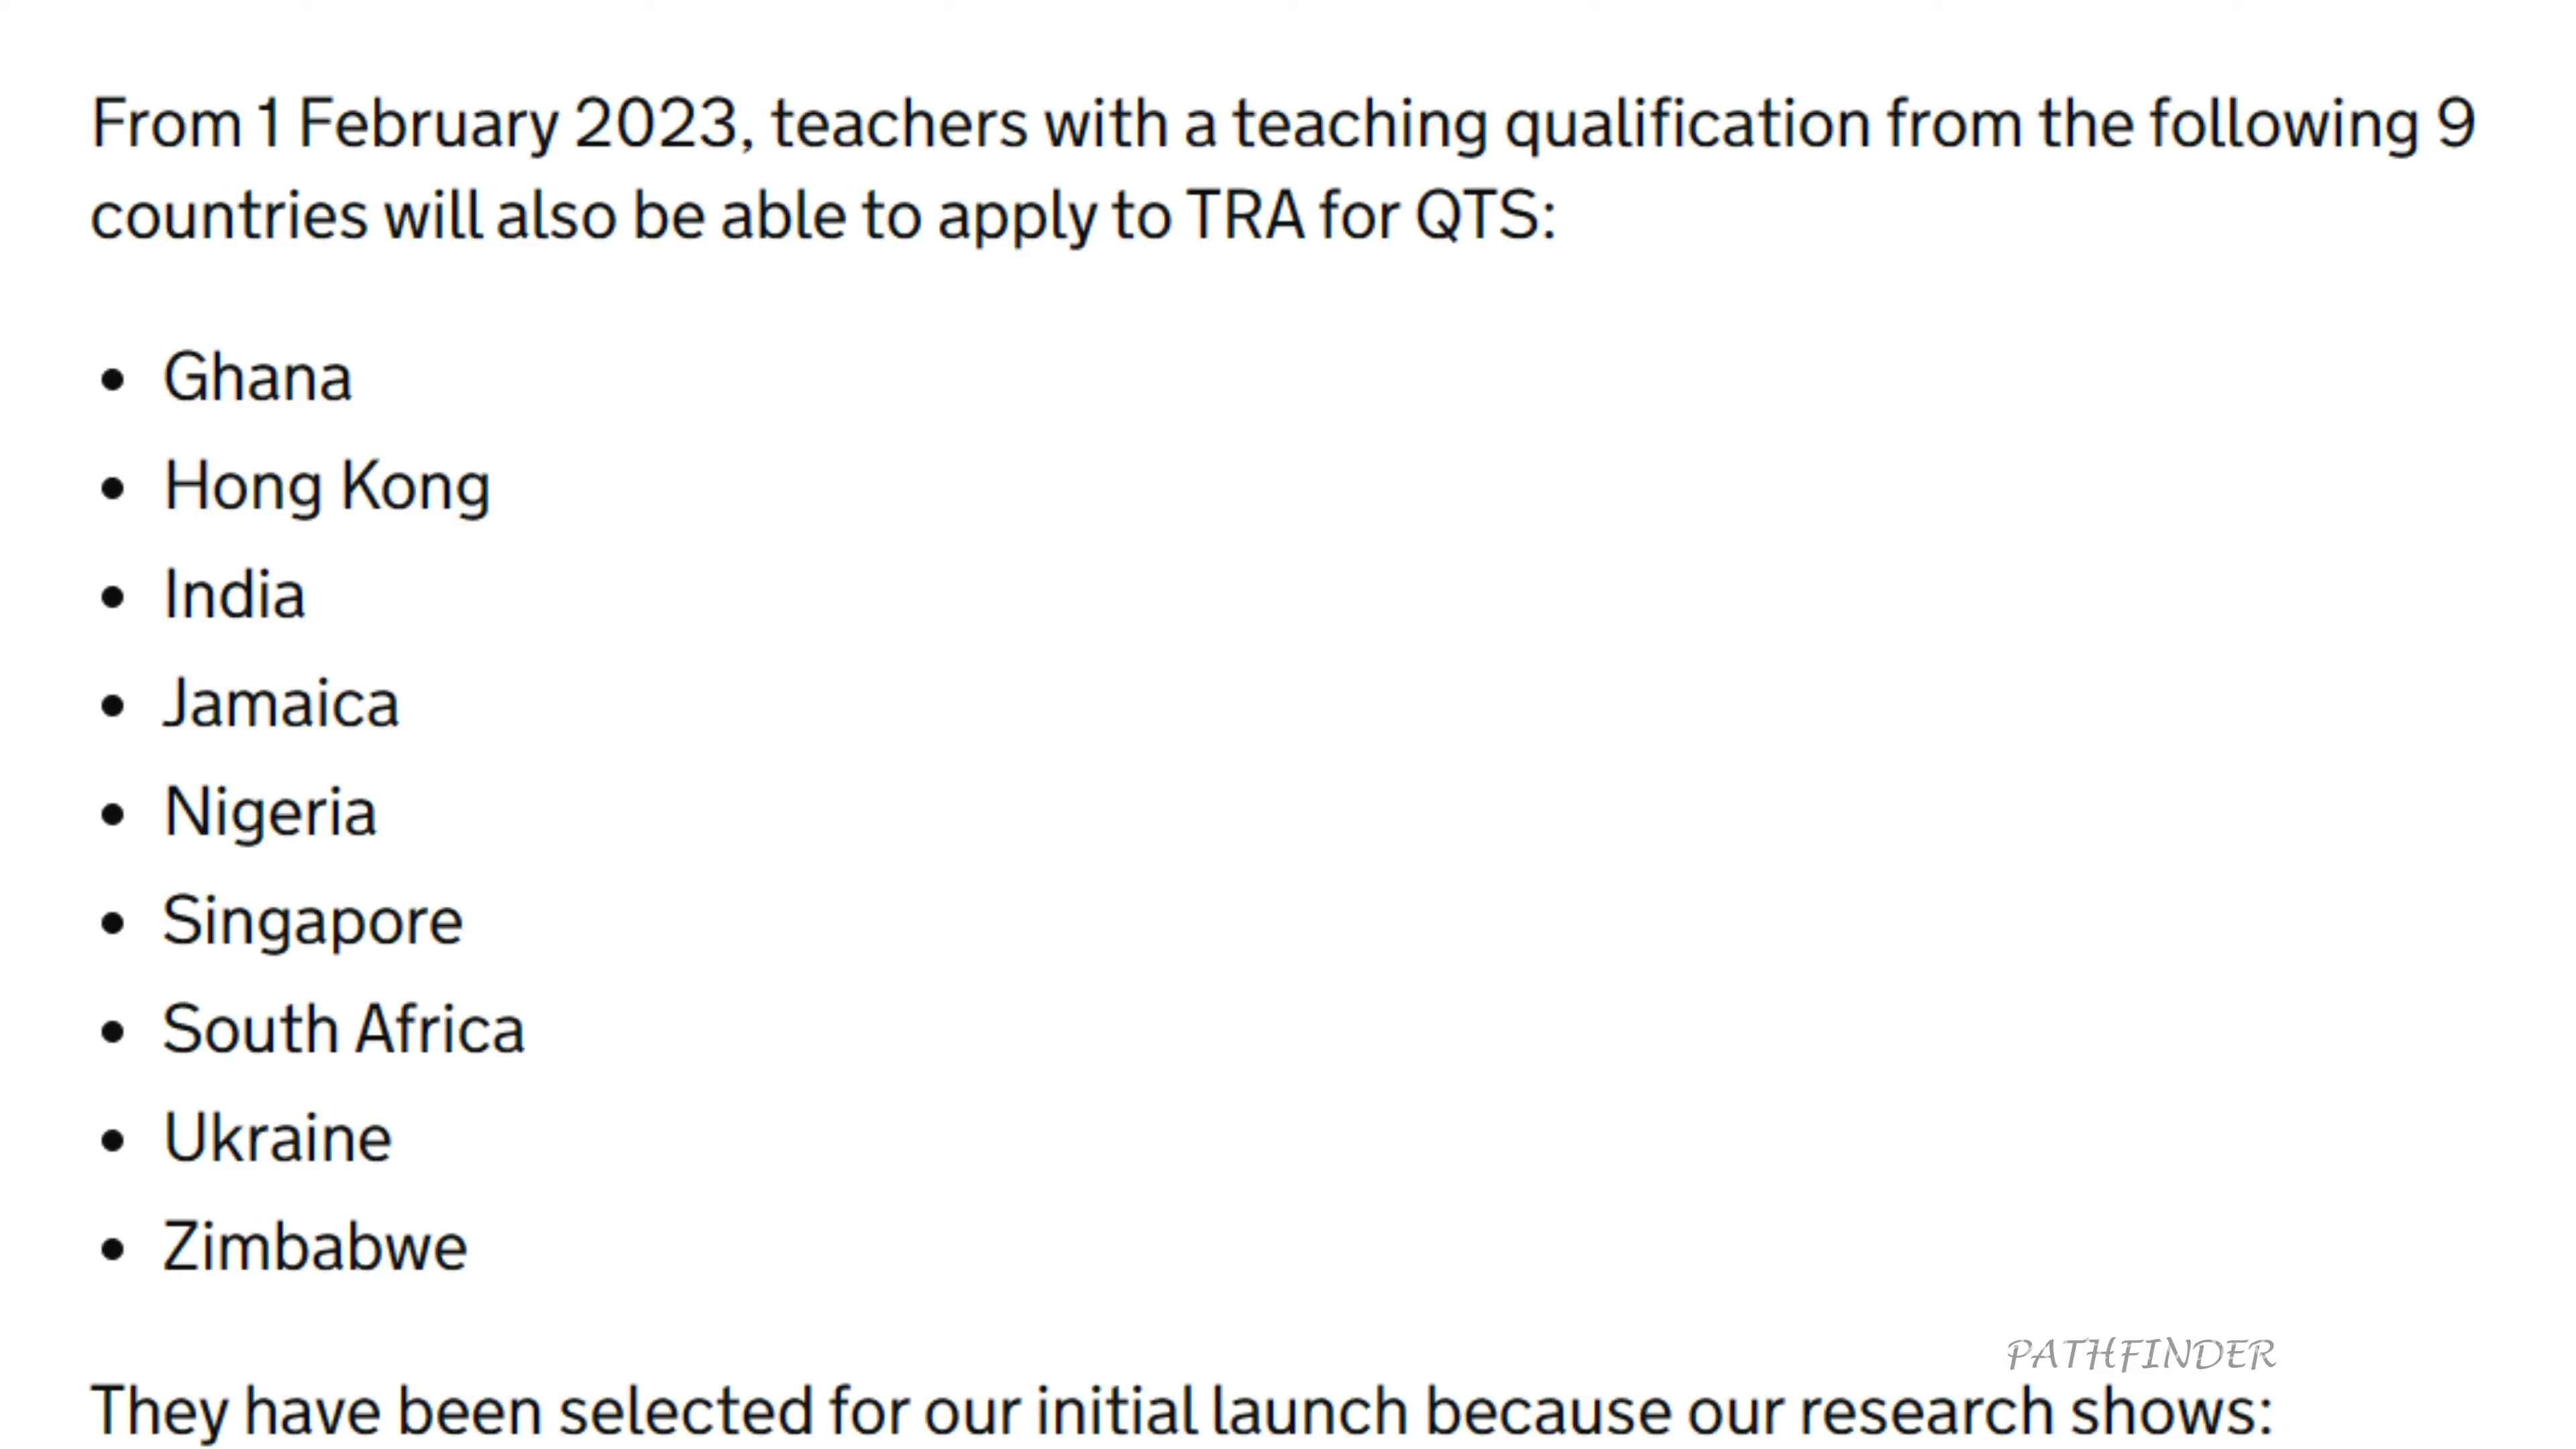 From 1 February 2023, teachers with a teaching qualification from the following 9
countries will also be able to apply to TRA for QTS:
• Ghana
• Hong Kong
• India
• Jamaica
• Nigeria
• Singapore
• South Africa
• Ukraine
• Zimbabwe
PATHFINDER
They have been selected for our initial launch because our research shows: